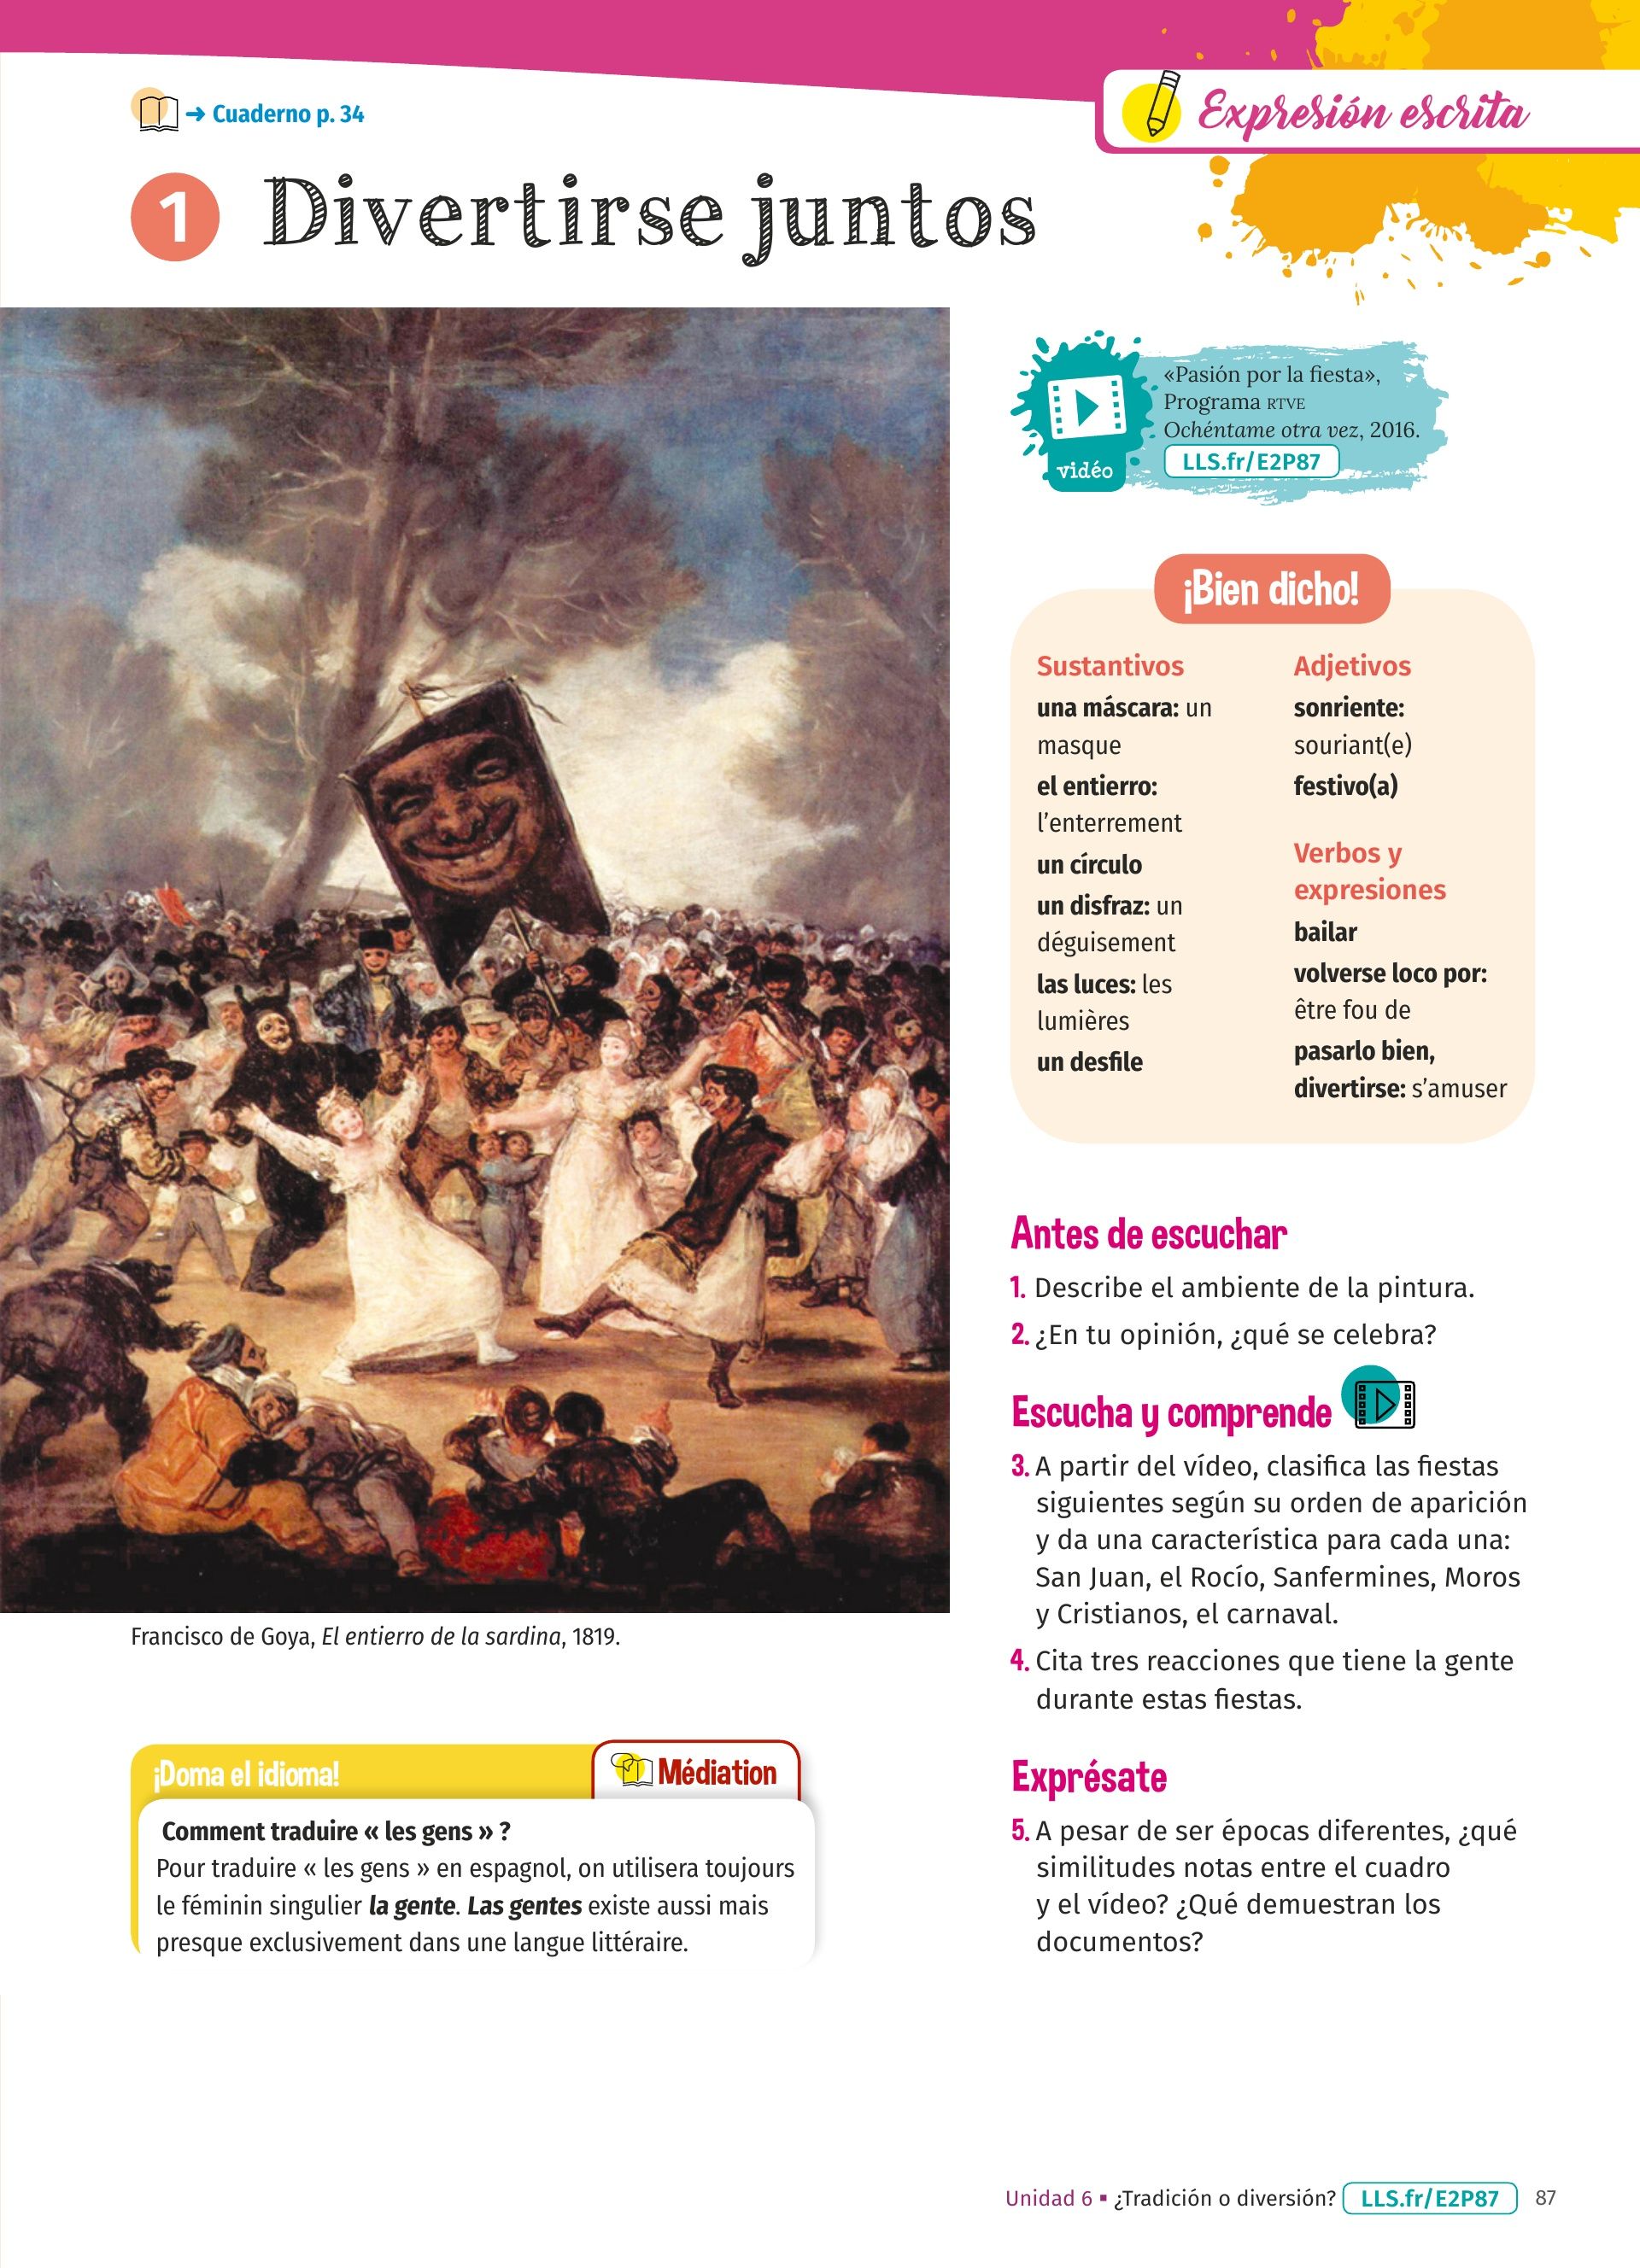 → Cuaderno p. 34
Expresión escrita
1 Divertirse juntos
«Pasión por la fiesta»,
Programa RTVE
Ochéntame otra vez, 2016.
LLS.fr/E2P87
vidéo
¡Bien dicho!
Sustantivos
una máscara: un
masque
el entierro:
l'enterrement
un círculo
un disfraz: un
déguisement
las luces: les
lumières
un desfile
Adjetivos
sonriente:
souriant(e)
festivo(a)
Verbos y
expresiones
bailar
volverse loco por:
être fou de
pasarlo bien,
divertirse: s'amuser
Antes de escuchar
1. Describe el ambiente de la pintura.
2. ¿En tu opinión, ¿qué se celebra?
Escucha y comprende
3. A partir del vídeo, clasifica las fiestas
siguientes según su orden de aparición
y da una característica para cada una:
San Juan, el Rocío, Sanfermines, Moros
y Cristianos, el carnaval.
4. Cita tres reacciones que tiene la gente
durante estas fiestas.
Exprésate
5. A pesar de ser épocas diferentes, ¿qué
similitudes notas entre el cuadro
y el vídeo? ¿Qué demuestran los
documentos?
Francisco de Goya, El entierro de la sardina, 1819.
¡Doma el idioma!
Médiation
Comment traduire « les gens » ?
Pour traduire « les gens » en espagnol, on utilisera toujours
le féminin singulier la gente. Las gentes existe aussi mais
presque exclusivement dans une langue littéraire.
Unidad 6 ▪ ¿Tradición o diversión? LLS.fr/E2P87 87